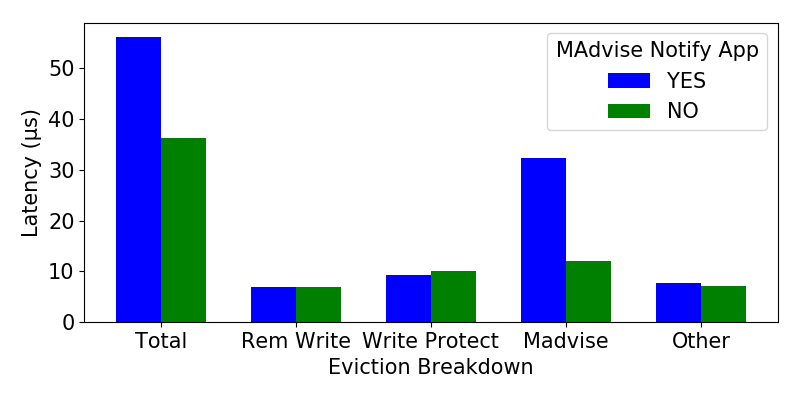 MAdvise Notify App
YES
NO
Latency (µs)
50
40
30
20
10
0
Total Rem Write Write Protect Madvise Other
Eviction Breakdown